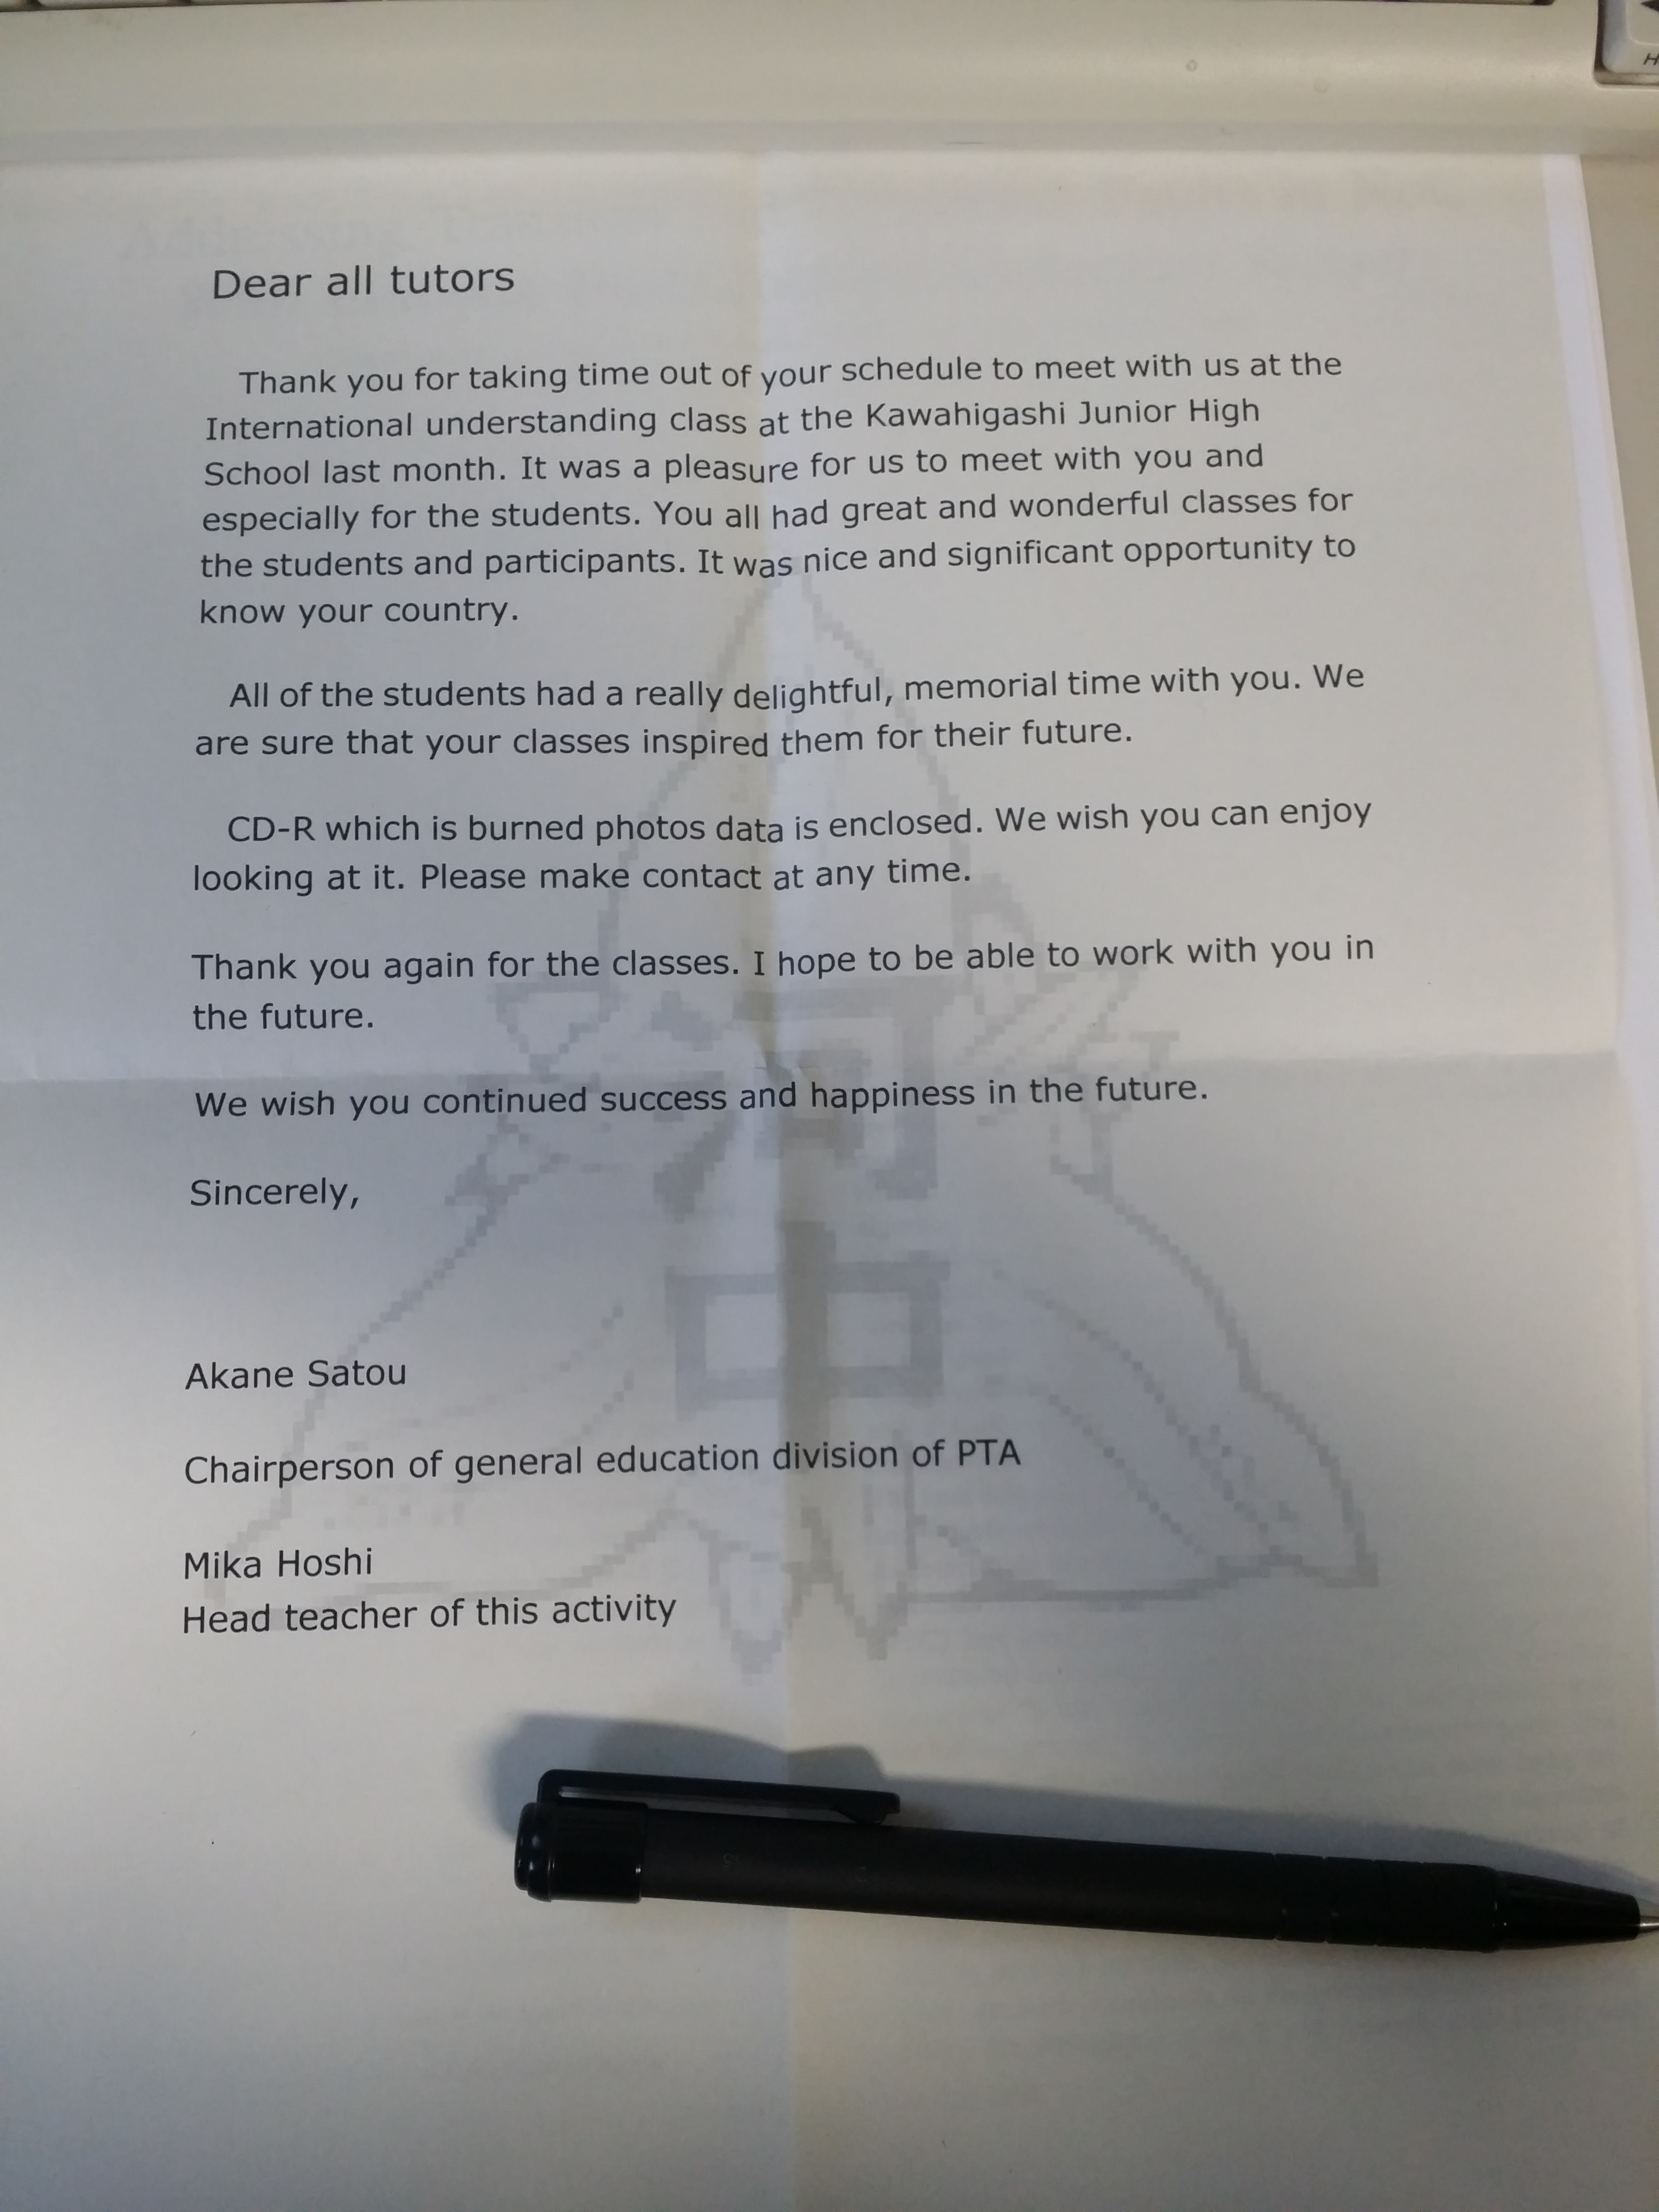 Dear all tutors
Thank you for taking time out of your schedule to meet with us at the
International understanding class at the Kawahigashi Junior High
School last month. It was a pleasure for us to meet with you and
especially for the students. You all had great and wonderful classes for
the students and participants. It was nice and significant opportunity to
know your country.
All of the students had a really delightful, memorial time with you. We
are sure that your classes inspired them for their future.
CD-R which is burned photos data is enclosed. We wish you can enjoy
looking at it. Please make contact at any time.
Thank you again for the classes. I hope to be able to work with you in
the future.
We wish you continued success and happiness in the future.
Sincerely,
河
中
Akane Satou
Chairperson of general education division of PTA
Mika Hoshi
Head teacher of this activity